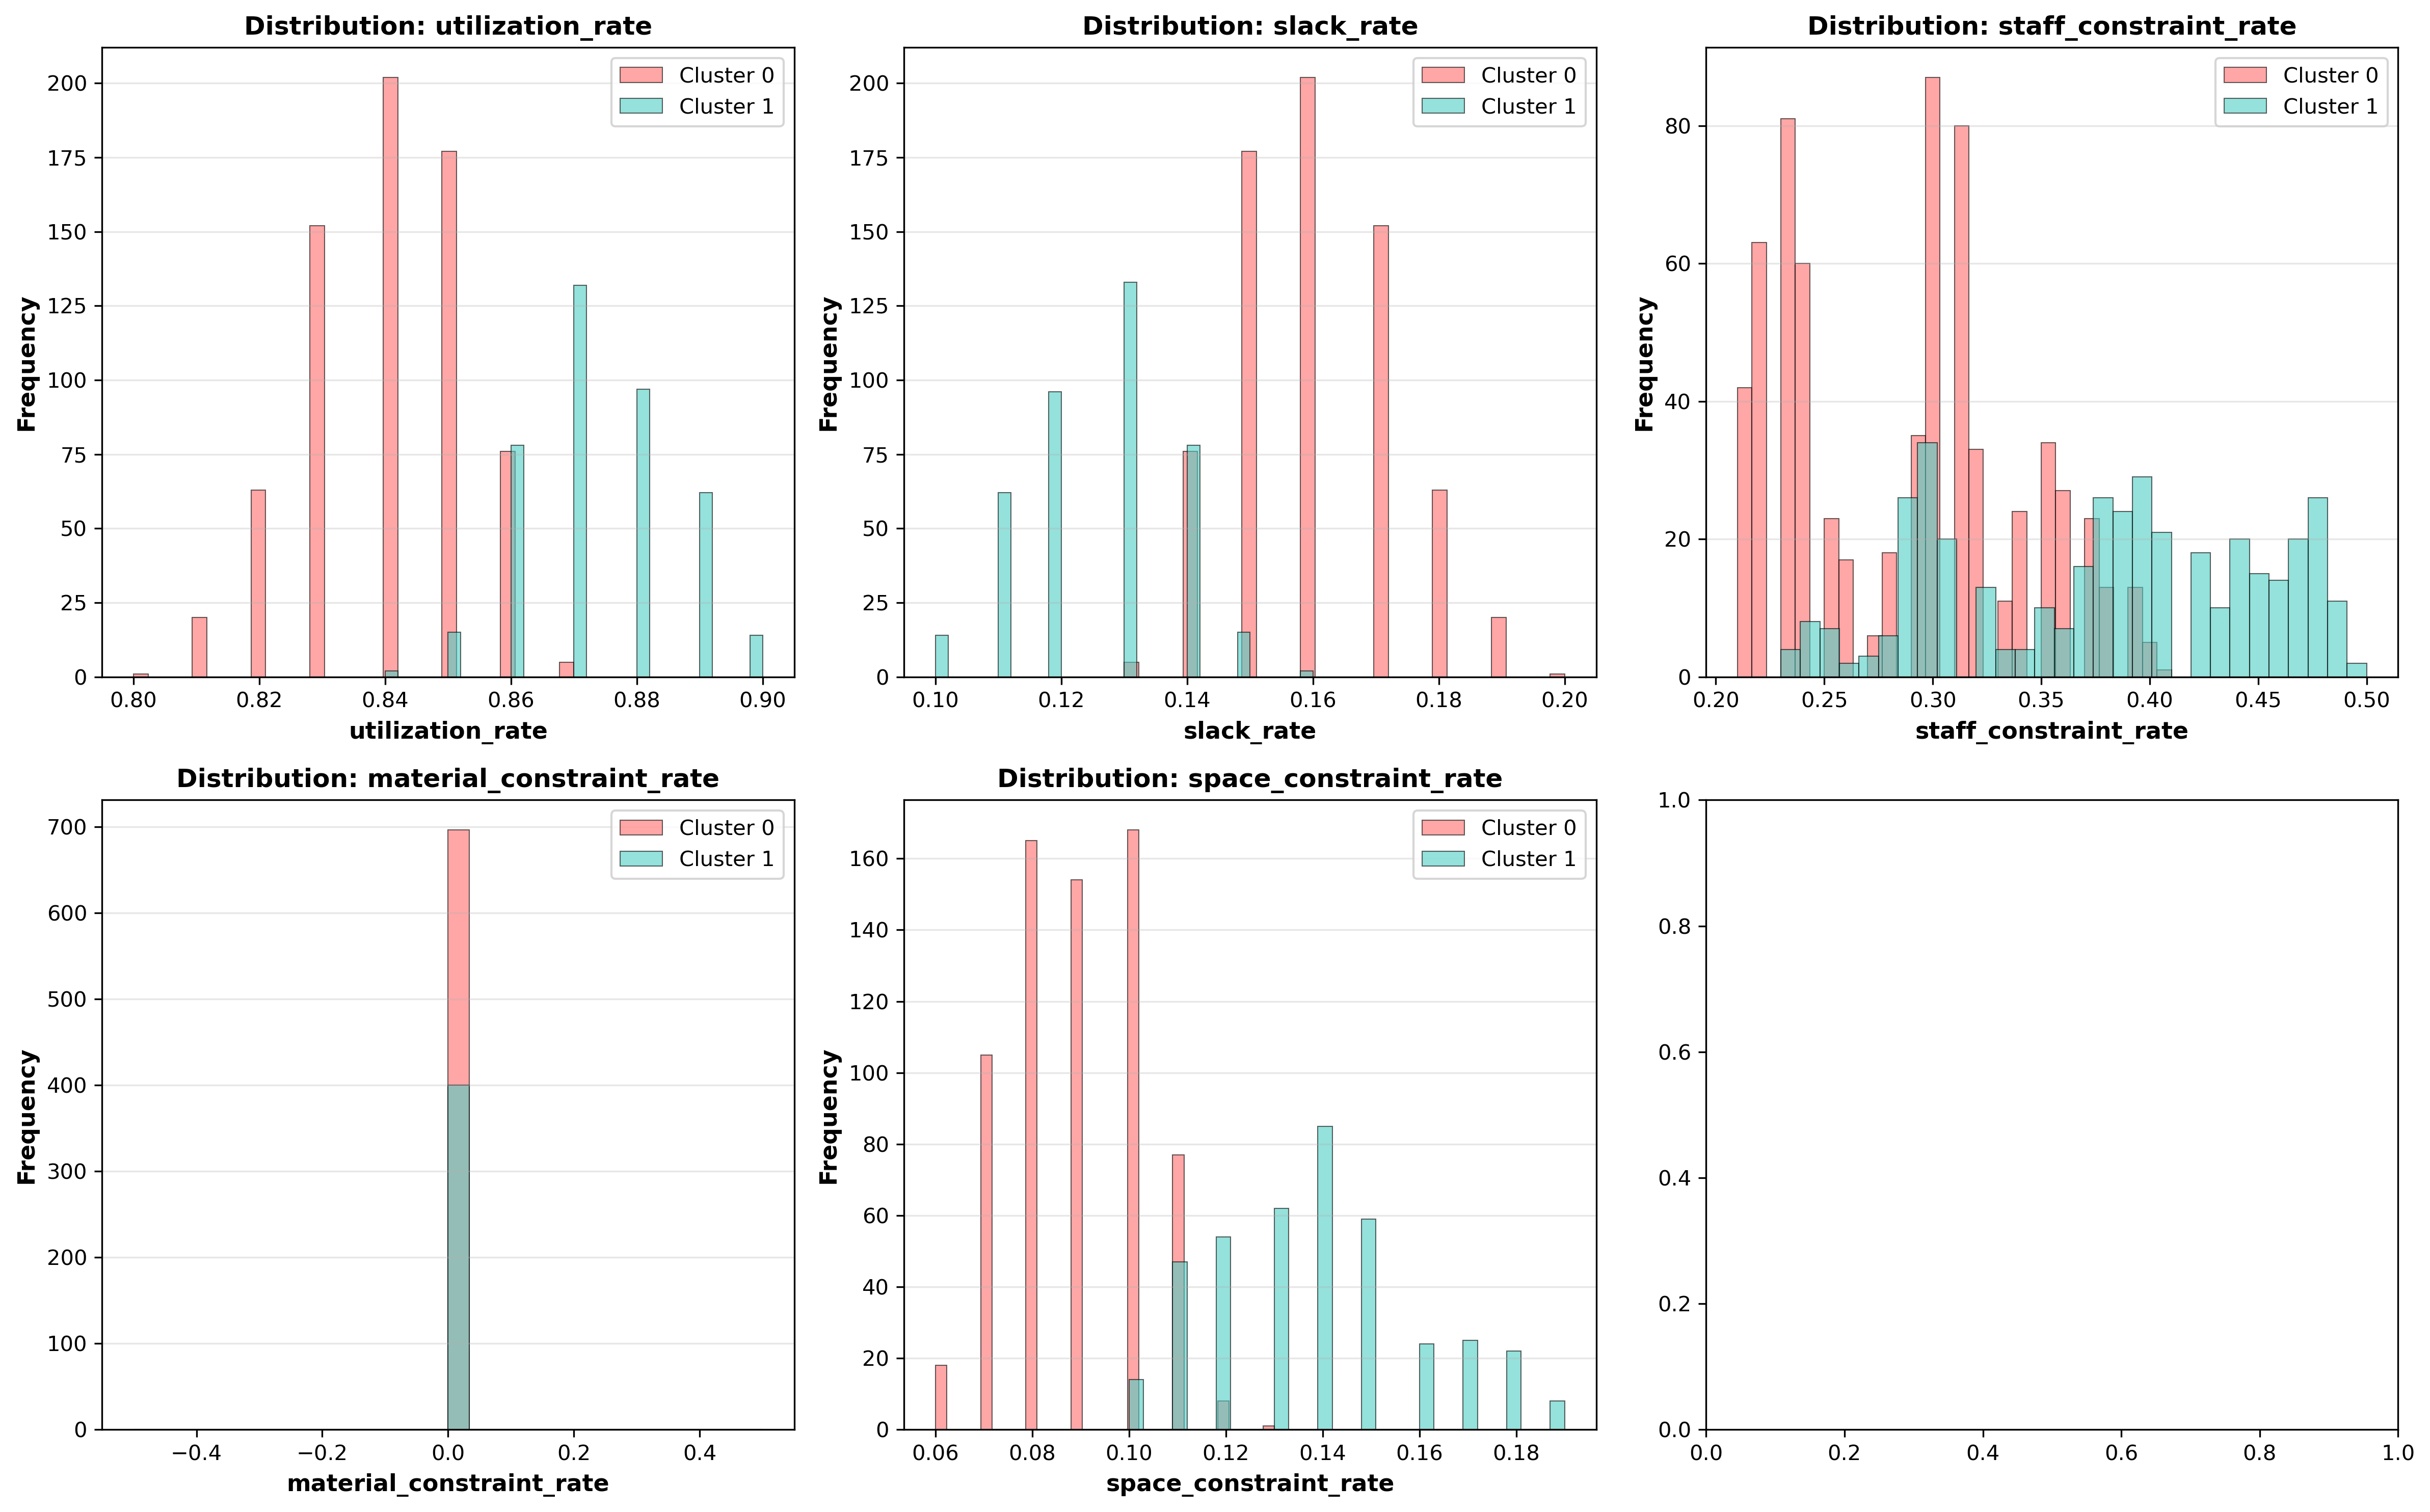 Distribution: utilization_rate
Frequency
200
175
150
125
100
75
50
25
0
0.80 0.82 0.84 0.86 0.88 0.90
utilization_rate
Cluster 0
Cluster 1
Distribution: slack_rate
Frequency
200
175
150
125
100
75
50
25
0
0.10 0.12 0.14 0.16 0.18 0.20
slack_rate
Cluster 0
Cluster 1
Distribution: staff_constraint_rate
Frequency
80
60
40
20
0
0.20 0.25 0.30 0.35 0.40 0.45 0.50
staff_constraint_rate
Cluster 0
Cluster 1
Distribution: material_constraint_rate
Frequency
700
600
500
400
300
200
100
0
−0.4 −0.2 0.0 0.2 0.4
material_constraint_rate
Cluster 0
Cluster 1
Distribution: space_constraint_rate
Frequency
160
140
120
100
80
60
40
20
0
0.06 0.08 0.10 0.12 0.14 0.16 0.18
space_constraint_rate
Cluster 0
Cluster 1
1.0
0.8
0.6
0.4
0.2
0.0
0.0 0.2 0.4 0.6 0.8 1.0